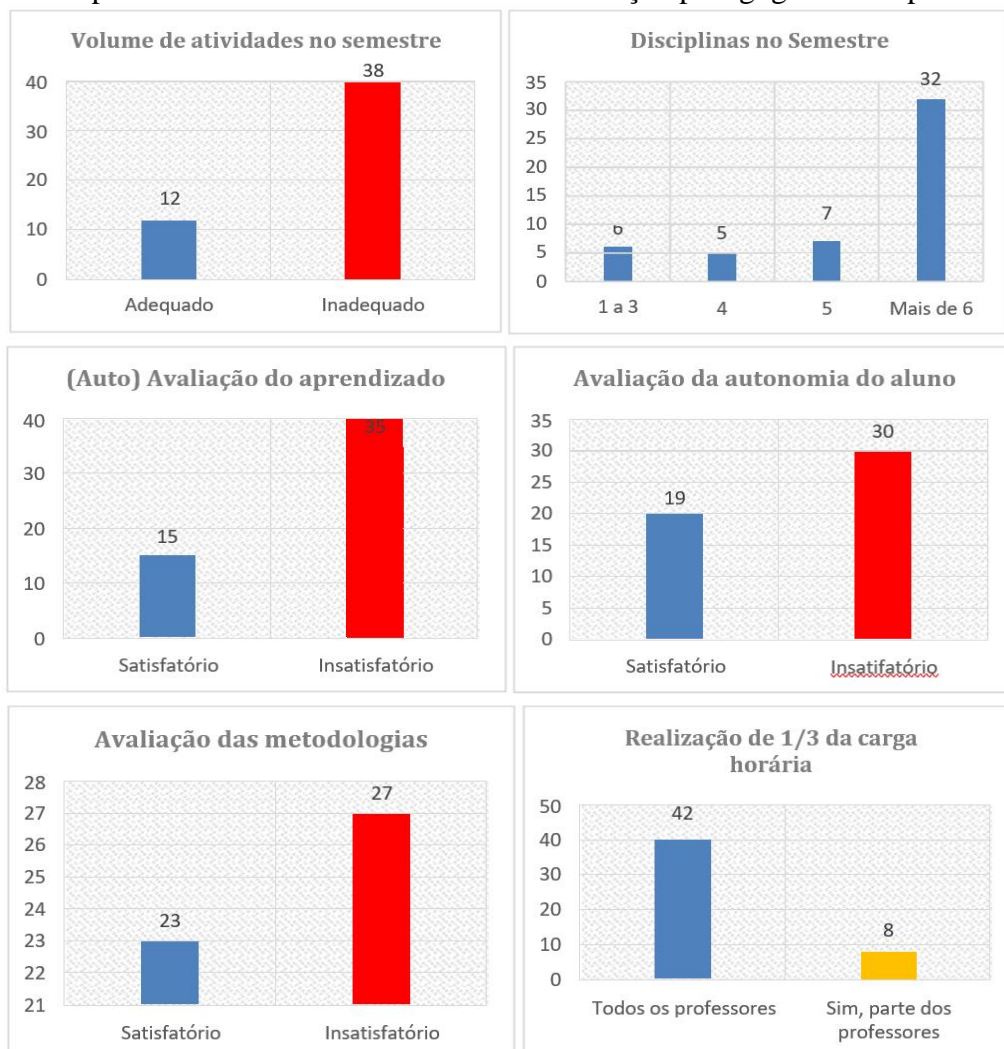 Volume de atividades no semestre
40
30
20
10
0
38
12
Adequado
Inadequado
Disciplinas no Semestre
35
30
25
20
15
10
5
0
6
5
7
32
1 a 3
4
5
Mais de 6
(Auto) Avaliação do aprendizado
40
30
20
10
0
15
35
Satisfatório
Insatisfatório
Avaliação da autonomia do aluno
35
30
25
20
15
10
5
0
19
30
Satisfatório
Insatifatório
Avaliação das metodologias
28
27
26
25
24
23
22
21
23
27
Satisfatório
Insatisfatório
Realização de 1/3 da carga
horária
50
40
30
20
10
0
42
8
Todos os professores
Sim, parte dos
professores